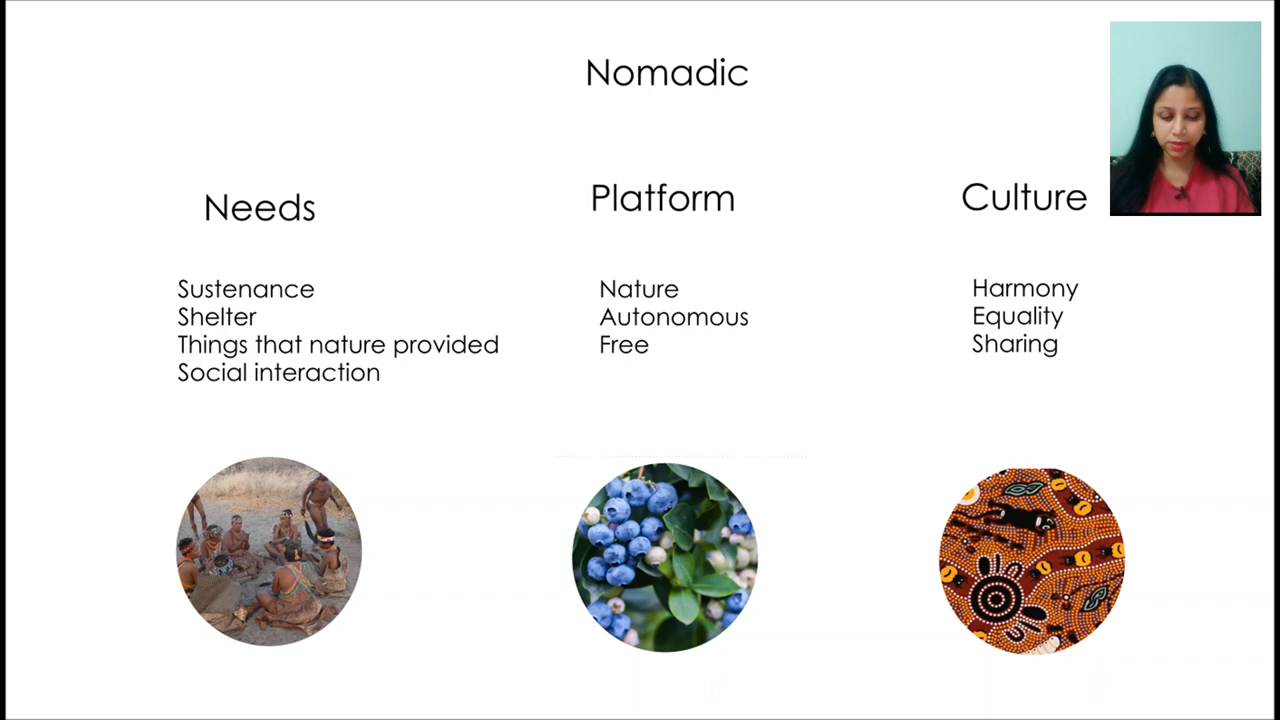 Nomadic
Needs
Sustenance
Shelter
Things that nature provided
Social interaction
Platform
Nature
Autonomous
Free
Culture
Harmony
Equality
Sharing